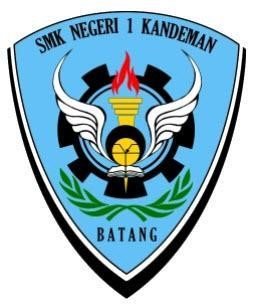 SMK NEGERI 1 KANDEMAN
BATANG